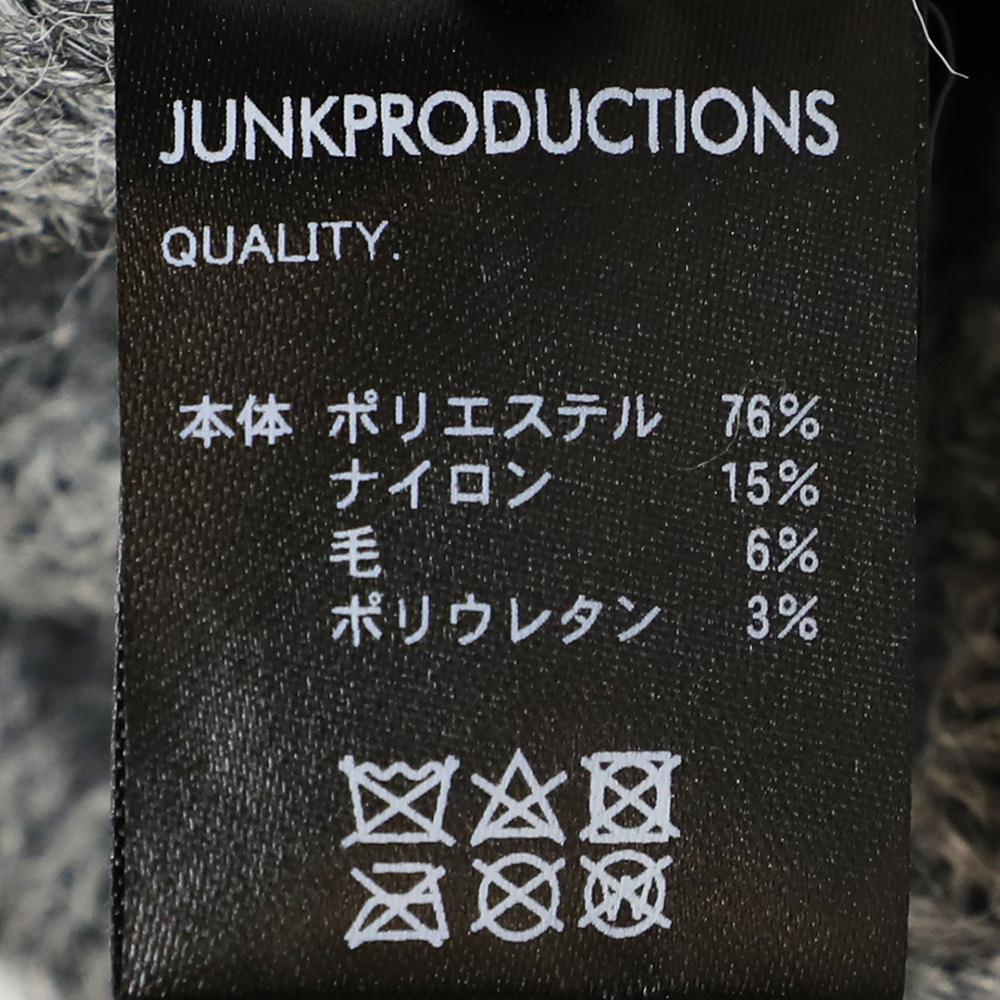 JUNKPRODUCTIONS
QUALITY.
本体 ポリエステル 76%
ナイロン 15%
毛 6%
ポリウレタン 3%
W